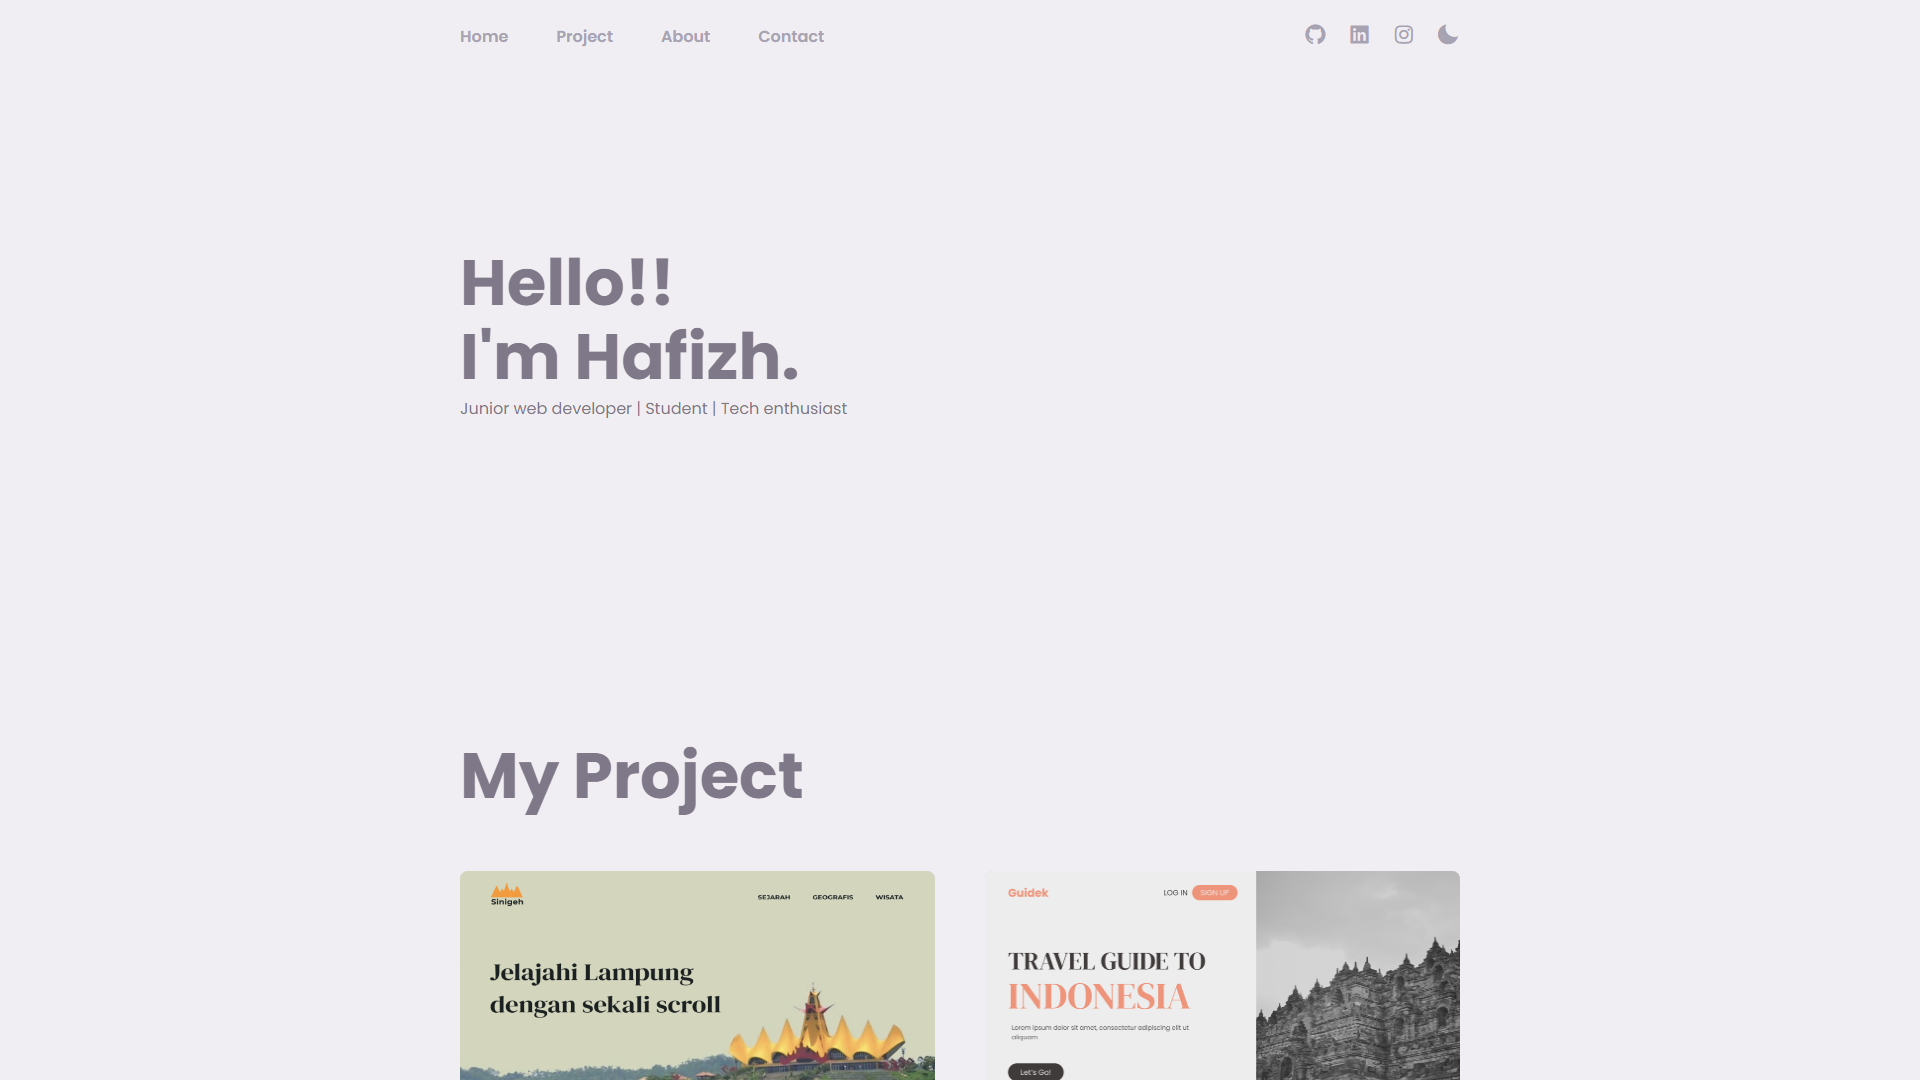 Home
Project
About
Contact
Hello!!
I'm Hafizh.
Junior web developer | Student | Tech enthusiast
My Project
Sinigeh
SEJARAH
GEOGRAFIS
WISATA
Jelajahi Lampung
dengan sekali scroll
Guidek
LOG IN
SIGN UP
TRAVEL GUIDE TO
INDONESIA
Lorem ipsum dolor sit amet, consectetur adipiscing elit ut
aliquam
Let's Go!